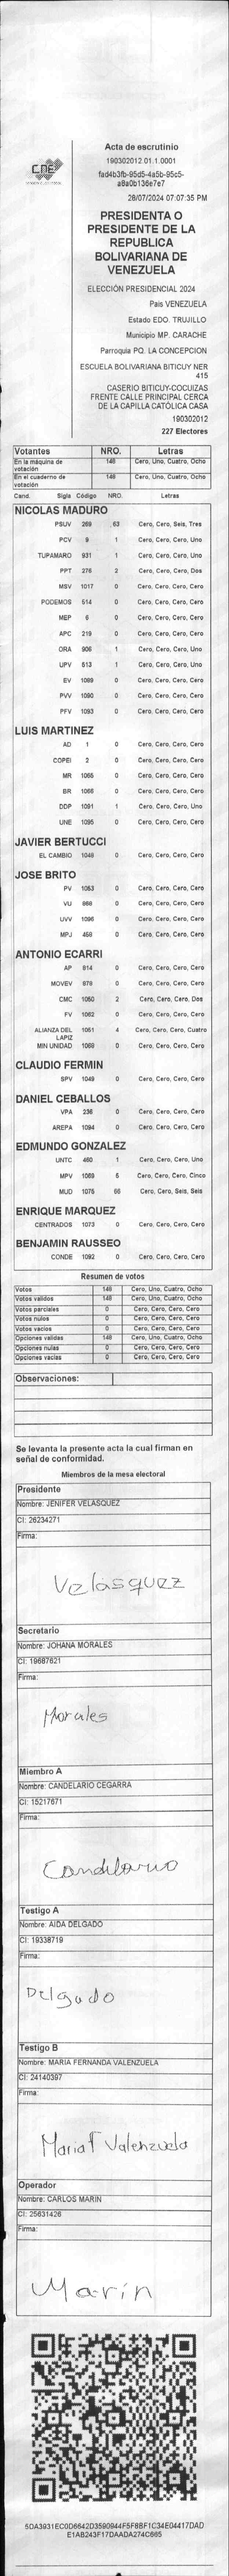 CNE
Acta de escrutinio
190302012.01.1.0001
fad4b3fb-95d5-4a5b-95c5-
a8a0b136e7e7
28/07/2024 07:07:35 PM
PRESIDENTA O
PRESIDENTE DE LA
REPUBLICA
BOLIVARIANA DE
VENEZUELA
ELECCIÓN PRESIDENCIAL 2024
Pais VENEZUELA
Estado EDO. TRUJILLO
Municipio MP. CARACHE
Parroquia PQ. LA CONCEPCION
ESCUELA BOLIVARIANA BITICUY NER
415
CASERIO BITICUY-COCUIZAS
FRENTE CALLE PRINCIPAL CERCA
DE LA CAPILLA CATÓLICA CASA
190302012
227 Electores
Votantes NRO. Letras
En la máquina de votación 148 Cero, Uno, Cuatro, Ocho
En el cuaderno de votación 148 Cero, Uno, Cuatro, Ocho
Cand. Sigla Código NRO. Letras
NICOLAS MADURO
PSUV 269 63 Cero, Cero, Seis, Tres
PCV 9 1 Cero, Cero, Cero, Uno
TUPAMARO 931 1 Cero, Cero, Cero, Uno
PPT 276 2 Cero, Cero, Cero, Dos
MSV 1017 0 Cero, Cero, Cero, Cero
PODEMOS 514 0 Cero, Cero, Cero, Cero
MEP 6 0 Cero, Cero, Cero, Cero
APC 219 0 Cero, Cero, Cero, Cero
ORA 906 1 Cero, Cero, Cero, Uno
UPV 513 1 Cero, Cero, Cero, Uno
EV 1089 0 Cero, Cero, Cero, Cero
PVV 1090 0 Cero, Cero, Cero, Cero
PFV 1093 0 Cero, Cero, Cero, Cero
LUIS MARTINEZ
AD 1 0 Cero, Cero, Cero, Cero
COPEI 2 0 Cero, Cero, Cero, Cero
MR 1065 0 Cero, Cero, Cero, Cero
BR 1066 0 Cero, Cero, Cero, Cero
DDP 1091 1 Cero, Cero, Cero, Uno
UNE 1095 0 Cero, Cero, Cero, Cero
JAVIER BERTUCCI
EL CAMBIO 1048 0 Cero, Cero, Cero, Cero
JOSE BRITO
PV 1053 0 Cero, Cero, Cero, Cero
VU 868 0 Cero, Cero, Cero, Cero
UVV 1096 0 Cero, Cero, Cero, Cero
MPJ 458 0 Cero, Cero, Cero, Cero
ANTONIO ECARRI
AP 814 0 Cero, Cero, Cero, Cero
MOVEV 879 0 Cero, Cero, Cero, Cero
CMC 1050 2 Cero, Cero, Cero, Dos
FV 1082 0 Cero, Cero, Cero, Cero
ALIANZA DEL LAPIZ 1051 4 Cero, Cero, Cero, Cuatro
MIN UNIDAD 1068 0 Cero, Cero, Cero, Cero
CLAUDIO FERMIN
SPV 1049 0 Cero, Cero, Cero, Cero
DANIEL CEBALLOS
VPA 236 0 Cero, Cero, Cero, Cero
AREPA 1094 0 Cero, Cero, Cero, Cero
EDMUNDO GONZALEZ
UNTC 460 1 Cero, Cero, Cero, Uno
MPV 1069 5 Cero, Cero, Cero, Cinco
MUD 1075 66 Cero, Cero, Seis, Seis
ENRIQUE MARQUEZ
CENTRADOS 1073 0 Cero, Cero, Cero, Cero
BENJAMIN RAUSSEO
CONDE 1092 0 Cero, Cero, Cero, Cero
Resumen de votos
Votos 148 Cero, Uno, Cuatro, Ocho
Votos validos 148 Cero, Uno, Cuatro, Ocho
Votos parciales 0 Cero, Cero, Cero, Cero
Votos nulos 0 Cero, Cero, Cero, Cero
Votos vacios 0 Cero, Cero, Cero, Cero
Opciones validas 148 Cero, Uno, Cuatro, Ocho
Opciones nulas 0 Cero, Cero, Cero, Cero
Opciones vacias 0 Cero, Cero, Cero, Cero
Observaciones:
Se levanta la presente acta la cual firman en
señal de conformidad.
Miembros de la mesa electoral
Presidente
Nombre: JENIFER VELASQUEZ
CI: 26234271
Firma:
Velasquez
Secretario
Nombre: JOHANA MORALES
CI: 19687621
Firma:
Morales
Miembro A
Nombre: CANDELARIO CEGARRA
CI: 15217671
Firma:
Candelario
Testigo A
Nombre: AIDA DELGADO
CI: 19338719
Firma:
Delgado
Testigo B
Nombre: MARIA FERNANDA VALENZUELA
CI: 24140397
Firma:
Maria F Valenzuela
Operador
Nombre: CARLOS MARIN
CI: 25631426
Firma:
Marin
5DA3931EC0D6642D3590944F5F8BF1C34E04417DAD
E1AB243F17DAADA274C665